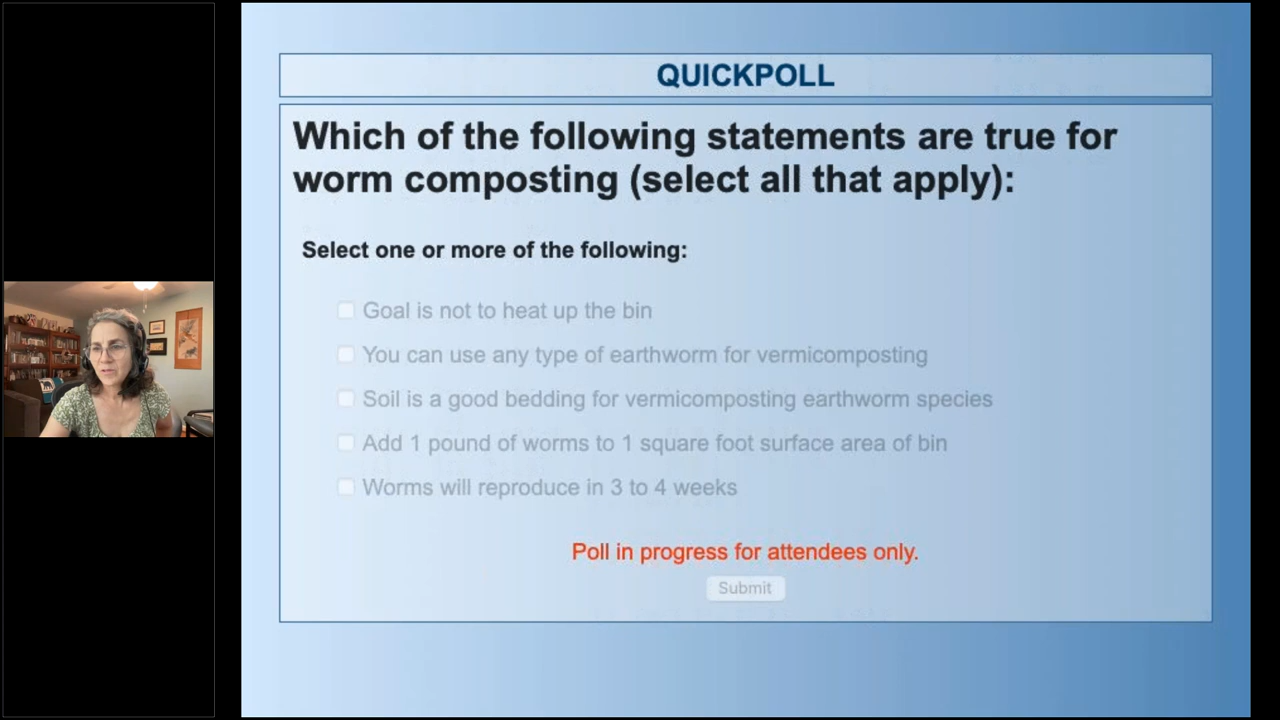 QUICKPOLL
Which of the following statements are true for
worm composting (select all that apply):
Select one or more of the following:
Goal is not to heat up the bin
You can use any type of earthworm for vermicomposting
Soil is a good bedding for vermicomposting earthworm species
Add 1 pound of worms to 1 square foot surface area of bin
Worms will reproduce in 3 to 4 weeks
Poll in progress for attendees only.
Submit